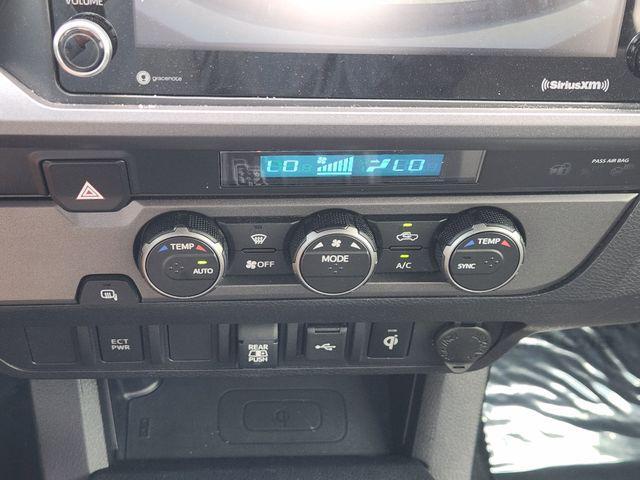 VOLUME
gracenote
SiriusXM
LO LO
PASS AIR BAG
TEMP
AUTO
OFF
MODE
A/C
TEMP
SYNC
ECT
PWR
REAR
PUSH